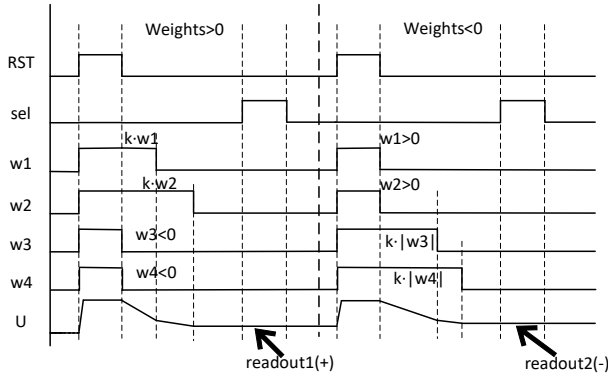 Weights>0
Weights<0
RST
sel
k·w1
w1>0
w1
k·w2
w2>0
w2
w3<0
k·|w3|
w3
w4<0
k·|w4|
w4
U
readout1(+)
readout2(-)